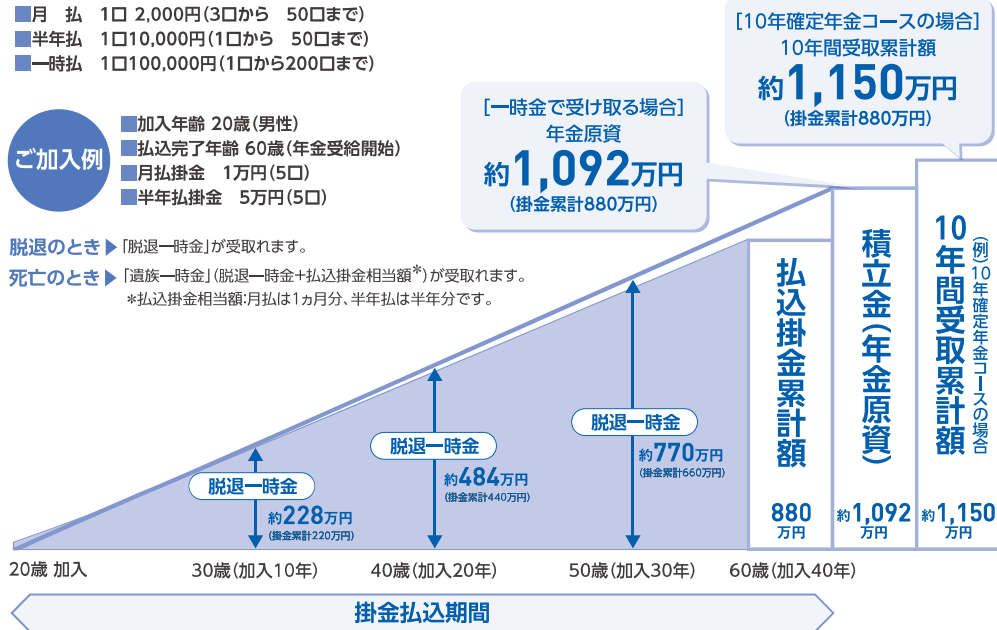 ■月　払　1口 2,000円（3口から　50口まで）
■半年払　1口10,000円（1口から　50口まで）
■一時払　1口100,000円（1口から200口まで）
ご加入例
■加入年齢 20歳（男性）
■払込完了年齢 60歳（年金受給開始）
■月払掛金　1万円（5口）
■半年払掛金　5万円（5口）
脱退のとき▶「脱退一時金」が受取れます。
死亡のとき▶「遺族一時金」（脱退一時金＋払込掛金相当額＊）が受取れます。
＊払込掛金相当額：月払は1ヵ月分、半年払は半年分です。
［一時金で受け取る場合］
年金原資
約1,092万円
（掛金累計880万円）
［10年確定年金コースの場合］
10年間受取累計額
約1,150万円
（掛金累計880万円）
脱退一時金
約228万円
（掛金累計220万円）
脱退一時金
約484万円
（掛金累計440万円）
脱退一時金
約770万円
（掛金累計660万円）
払込掛金累計額
880
万円
積立金（年金原資）
約1,092
万円
10年間受取累計額
（例）10年確定年金コースの場合
約1,150
万円
20歳 加入
30歳（加入10年）
40歳（加入20年）
50歳（加入30年）
60歳（加入40年）
掛金払込期間